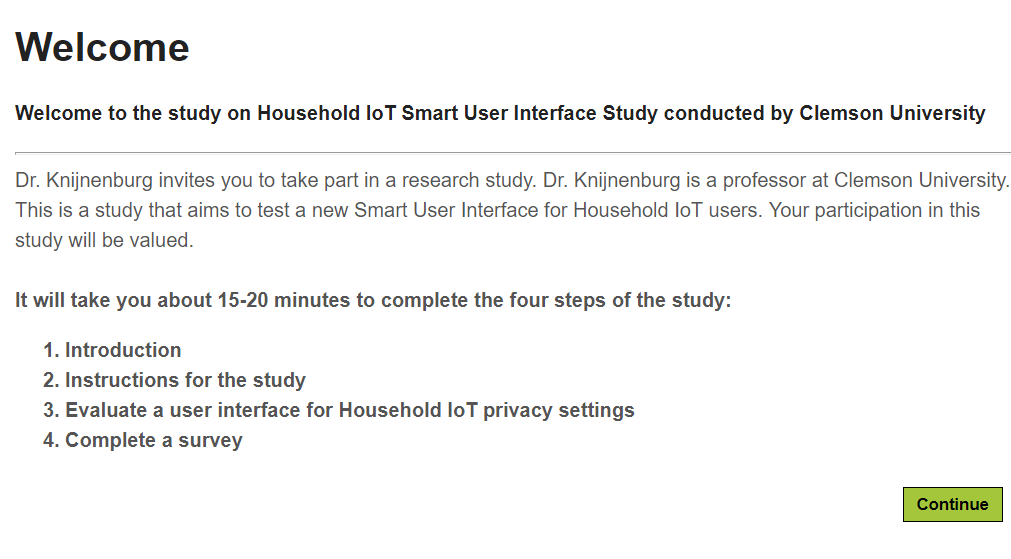 Welcome
Welcome to the study on Household IoT Smart User Interface Study conducted by Clemson University
Dr. Knijnenburg invites you to take part in a research study. Dr. Knijnenburg is a professor at Clemson University.
This is a study that aims to test a new Smart User Interface for Household IoT users. Your participation in this
study will be valued.
It will take you about 15-20 minutes to complete the four steps of the study:
1. Introduction
2. Instructions for the study
3. Evaluate a user interface for Household IoT privacy settings
4. Complete a survey
Continue